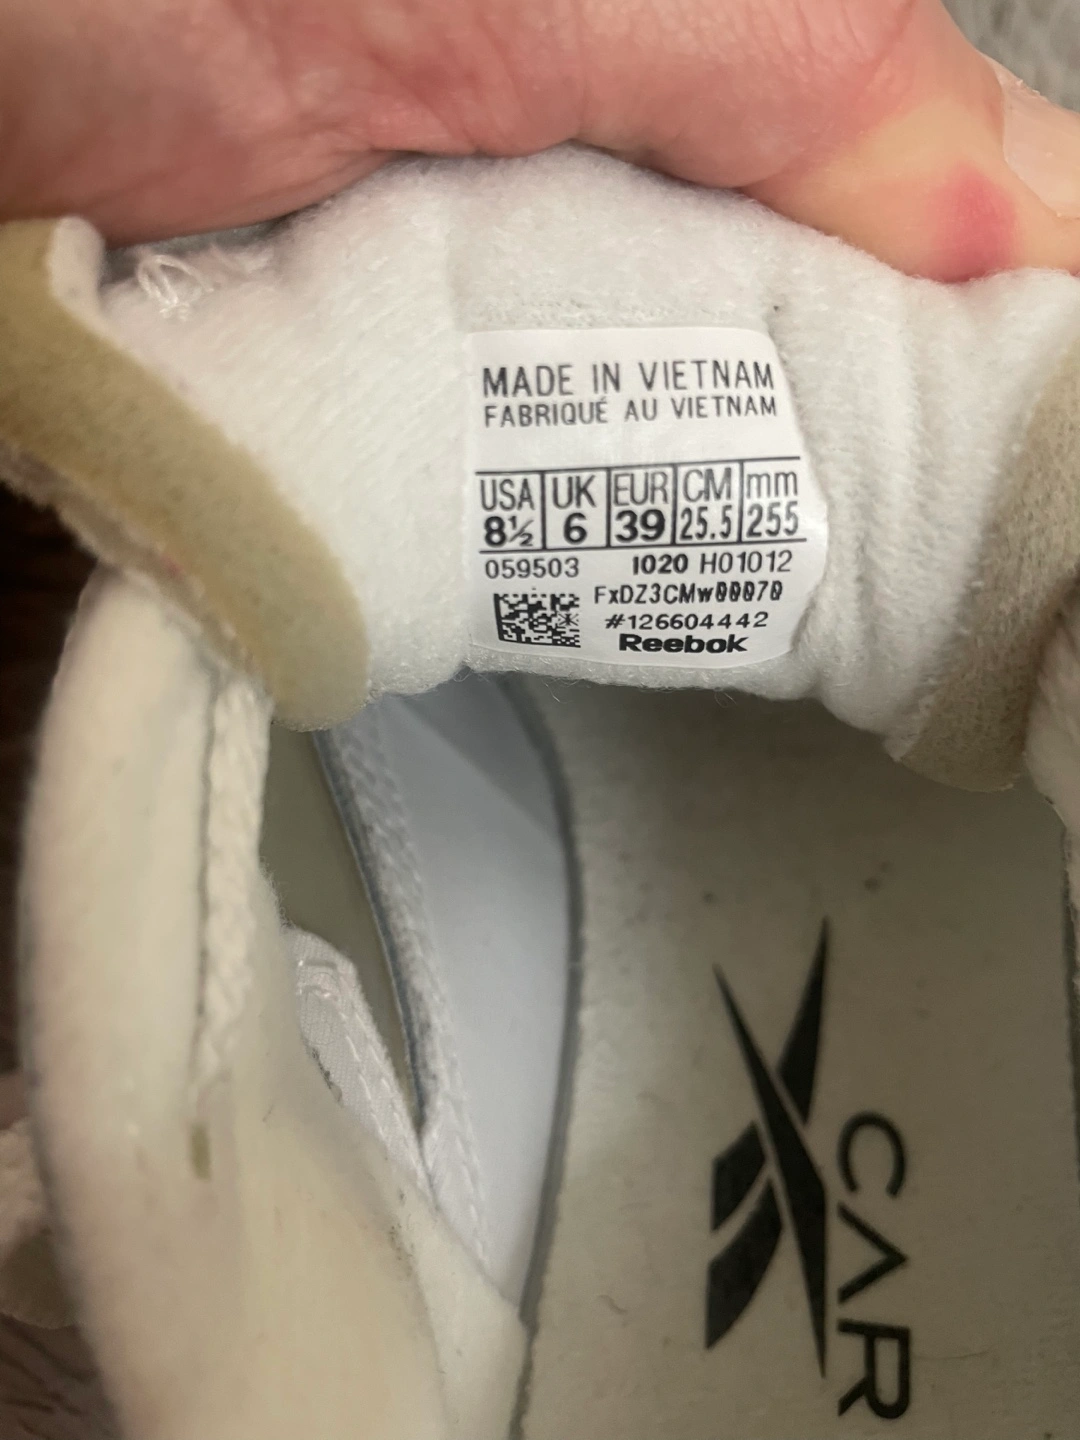 MADE IN VIETNAM
FABRIQUÉ AU VIETNAM
USA UK EUR CM mm
8½ 6 39 25.5 255
059503 1020 H01012
FxDZ3CMw00070
#126604442
Reebok
CAR